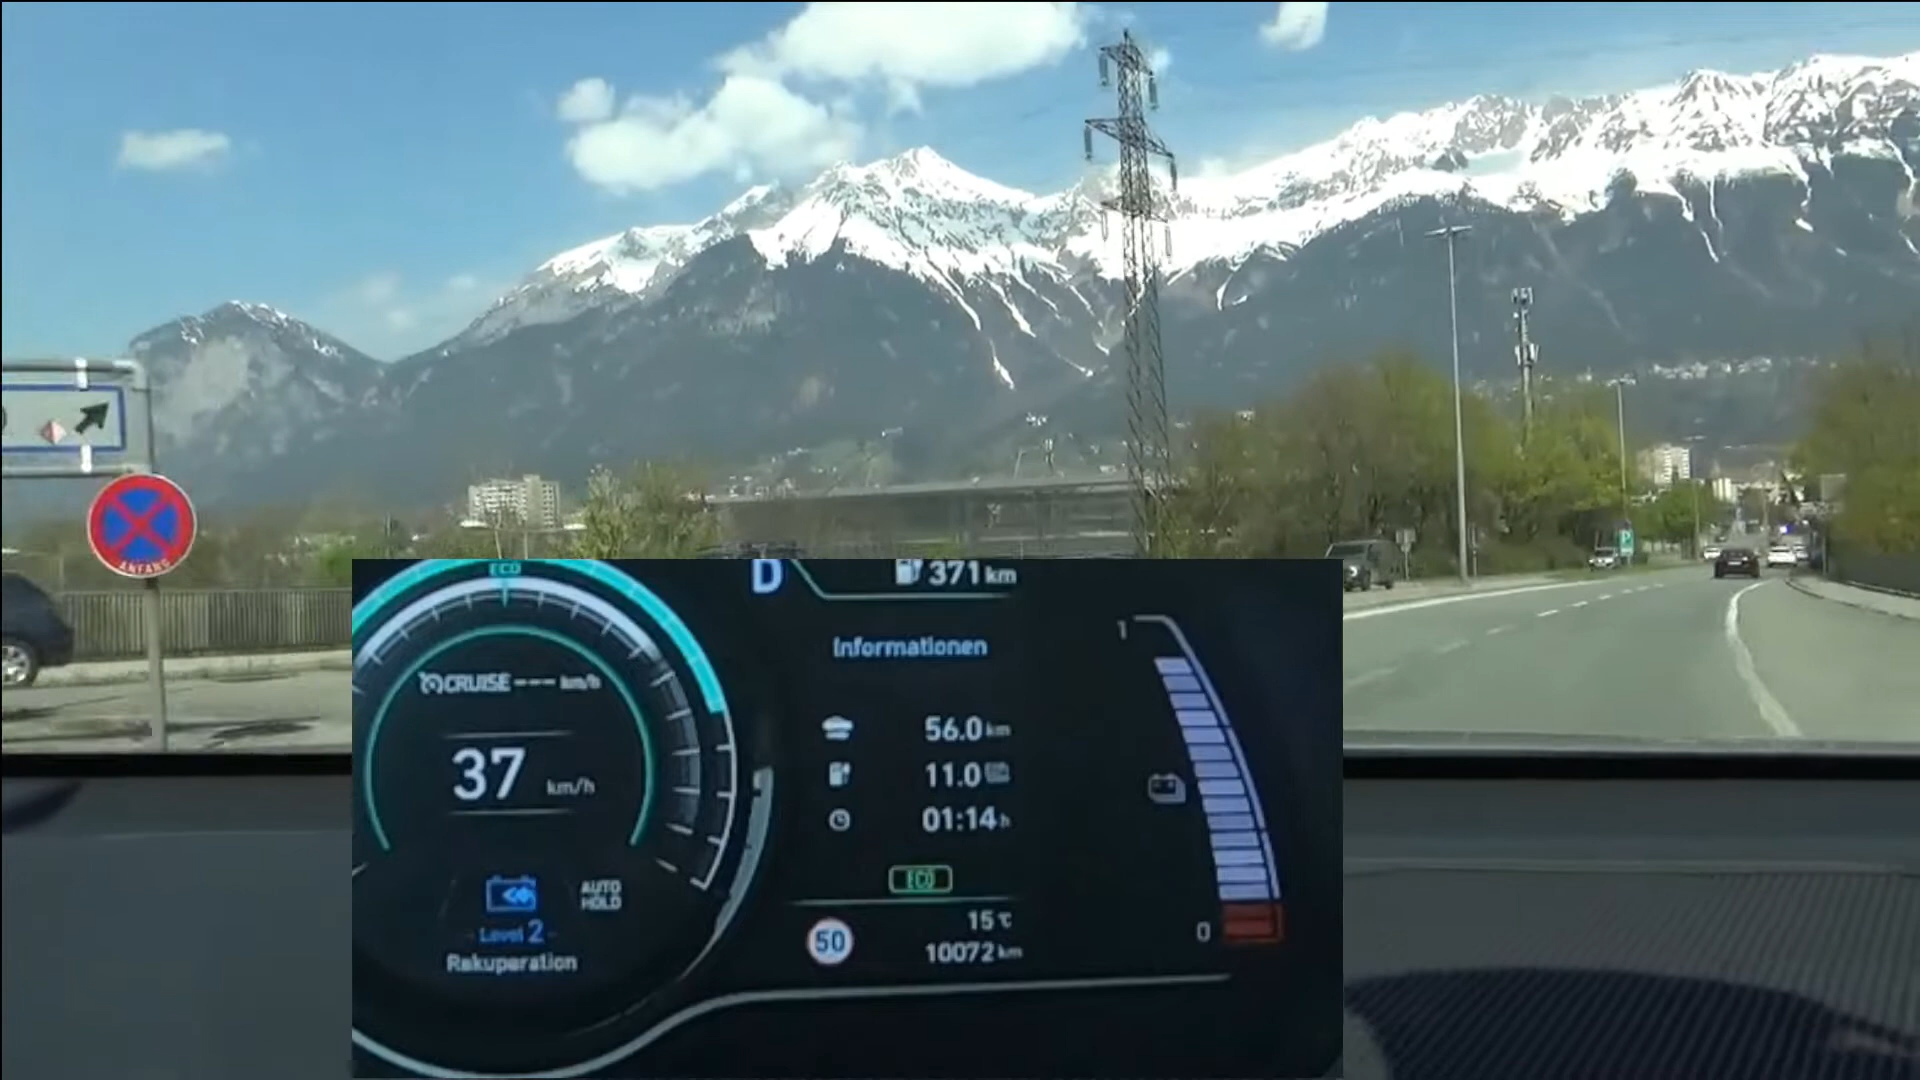 ANFANG
P
ECO
D
371 km
CRUISE --- km/h
37 km/h
AUTO
HOLD
Level 2
Rekuperation
Informationen
56.0 km
11.0
01:14 h
ECO
50
15 °C
10072 km
1
0